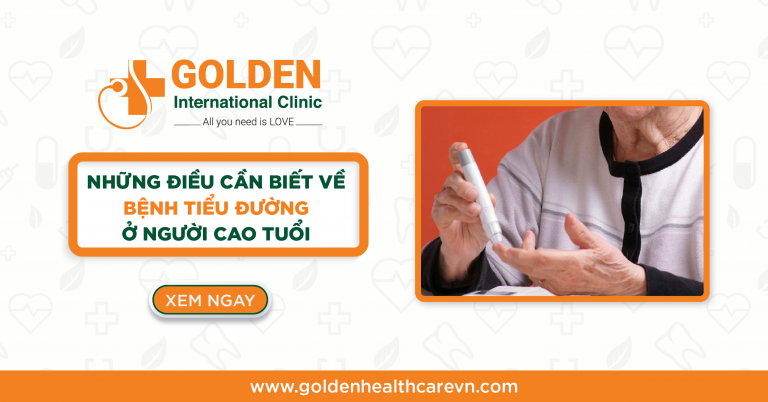 GOLDEN
International Clinic
All you need is LOVE
NHỮNG ĐIỀU CẦN BIẾT VỀ
BỆNH TIỂU ĐƯỜNG
Ở NGƯỜI CAO TUỔI
XEM NGAY
www.goldenhealthcarevn.com